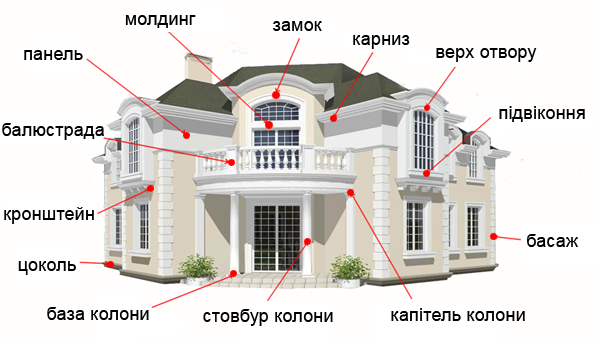 молдинг
замок
карниз
верх отвору
панель
підвіконня
балюстрада
кронштейн
басаж
цоколь
база колони
стовбур колони
капітель колони